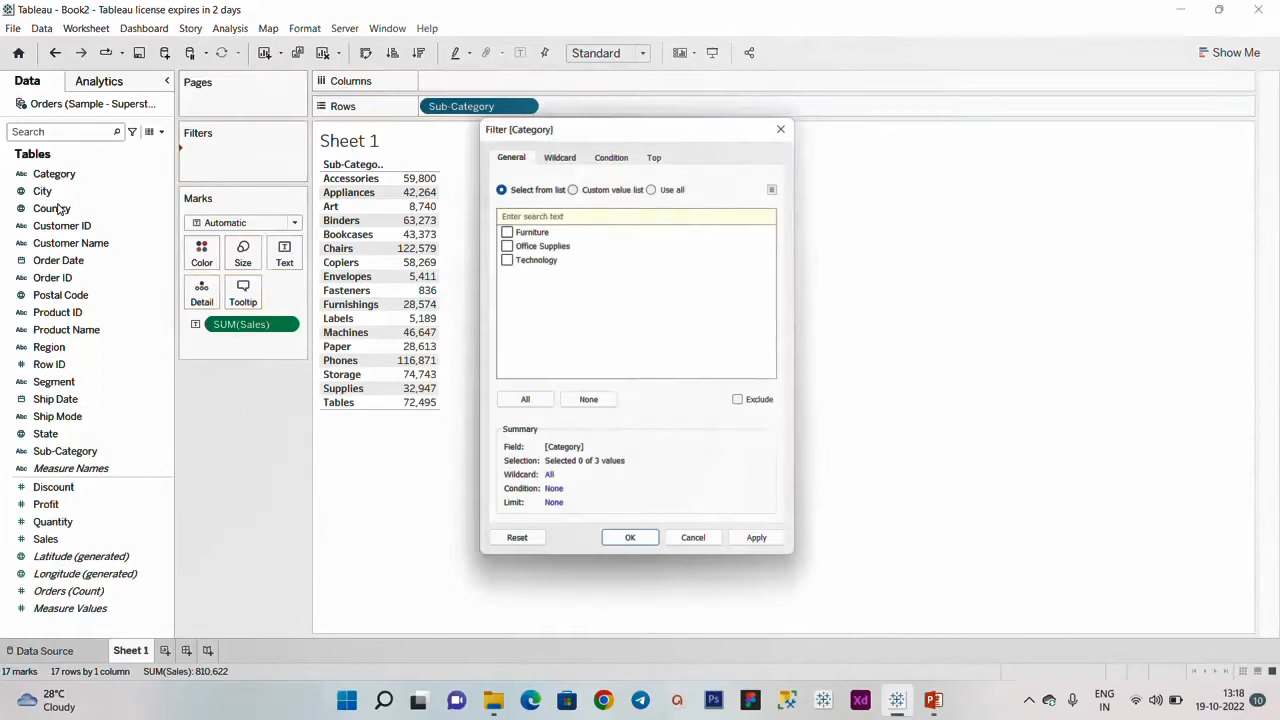 Tableau - Book2 - Tableau license expires in 2 days
File Data Worksheet Dashboard Story Analysis Map Format Server Window Help
Standard
Show Me
Data Analytics
Pages
Columns
Orders (Sample - Superst...
Rows Sub-Category
Search
Filters
Tables
Category
City
Country
Customer ID
Customer Name
Order Date
Order ID
Postal Code
Product ID
Product Name
Region
Row ID
Segment
Ship Date
Ship Mode
State
Sub-Category
Measure Names
Discount
Profit
Quantity
Sales
Latitude (generated)
Longitude (generated)
Orders (Count)
Measure Values
Marks
Automatic
Color Size Text
Detail Tooltip
SUM(Sales)
Sheet 1
Sub-Catego..
Accessories 59,800
Appliances 42,264
Art 8,740
Binders 63,273
Bookcases 43,373
Chairs 122,579
Copiers 58,269
Envelopes 5,411
Fasteners 836
Furnishings 28,574
Labels 5,189
Machines 46,647
Paper 28,613
Phones 116,871
Storage 74,743
Supplies 32,947
Tables 72,495
Filter [Category]
General Wildcard Condition Top
Select from list Custom value list Use all
Enter search text
Furniture
Office Supplies
Technology
All None Exclude
Summary
Field: [Category]
Selection: Selected 0 of 3 values
Wildcard: All
Condition: None
Limit: None
Reset OK Cancel Apply
Data Source Sheet 1
17 marks 17 rows by 1 column SUM(Sales): 810,622
28°C
Cloudy
ENG
IN
13:18
9-10-2022
10